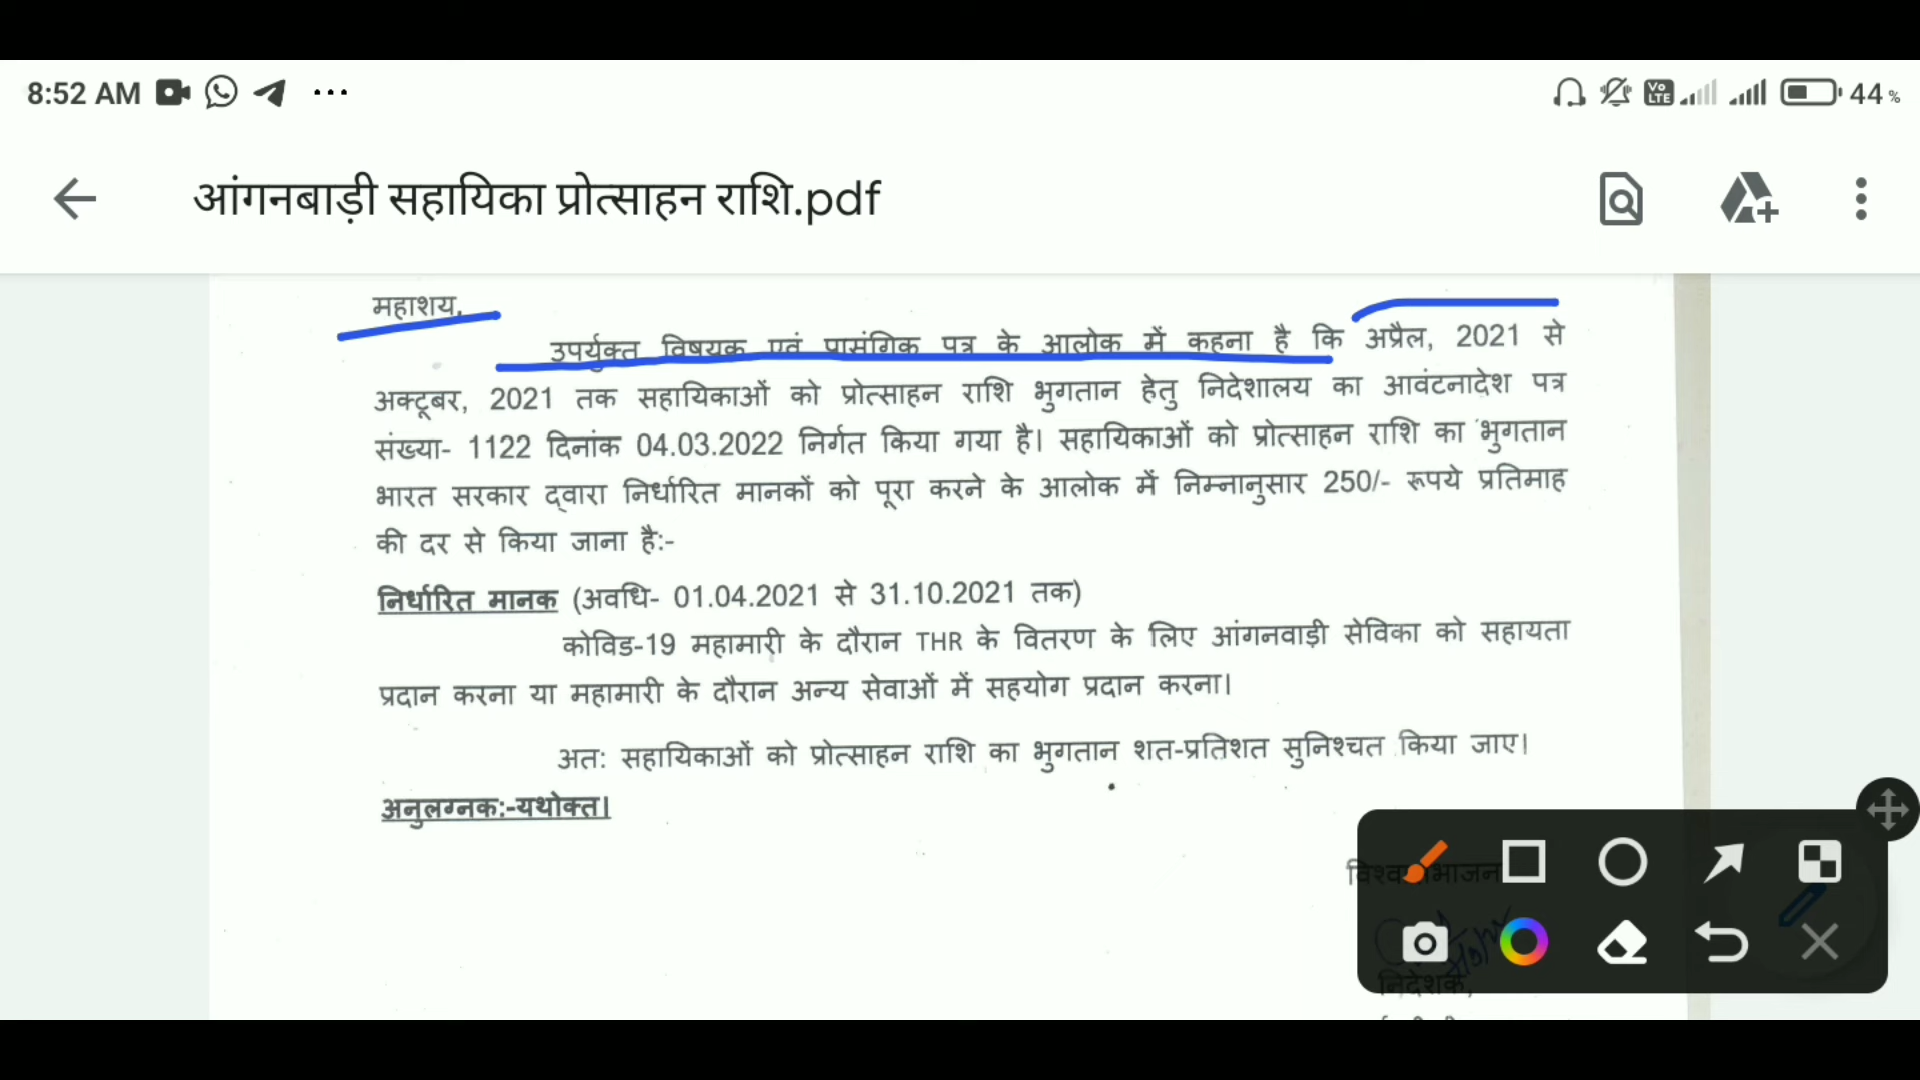 8:52 AM ... Vo LTE 44 %
आंगनबाड़ी सहायिका प्रोत्साहन राशि.pdf
महाशय,
उपर्युक्त विषयक एवं प्रासंगिक पत्र के आलोक में कहना है कि अप्रैल, 2021 से
अक्टूबर, 2021 तक सहायिकाओं को प्रोत्साहन राशि भुगतान हेतु निदेशालय का आवंटनादेश पत्र
संख्या- 1122 दिनांक 04.03.2022 निर्गत किया गया है। सहायिकाओं को प्रोत्साहन राशि का भुगतान
भारत सरकार द्वारा निर्धारित मानकों को पूरा करने के आलोक में निम्नानुसार 250/- रूपये प्रतिमाह
की दर से किया जाना है:-
निर्धारित मानक (अवधि- 01.04.2021 से 31.10.2021 तक)
कोविड-19 महामारी के दौरान THR के वितरण के लिए आंगनवाड़ी सेविका को सहायता
प्रदान करना या महामारी के दौरान अन्य सेवाओं में सहयोग प्रदान करना।
अत: सहायिकाओं को प्रोत्साहन राशि का भुगतान शत-प्रतिशत सुनिश्चत किया जाए।
अनुलग्नक:-यथोक्त।
निदेशक,